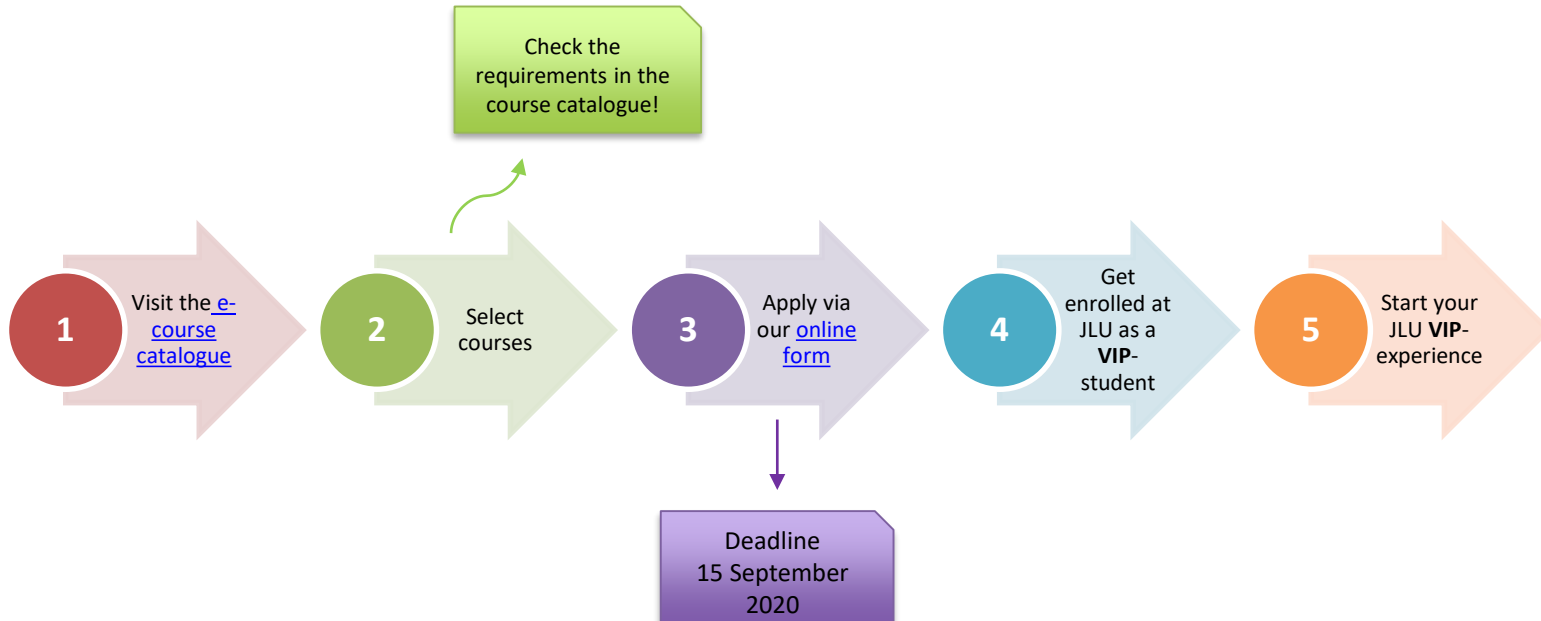 Check the
requirements in the
course catalogue!
1
Visit the e-
course
catalogue
2
Select
courses
3
Apply via
our online
form
4
Get
enrolled at
JLU as a
VIP-
student
5
Start your
JLU VIP-
experience
Deadline
15 September
2020